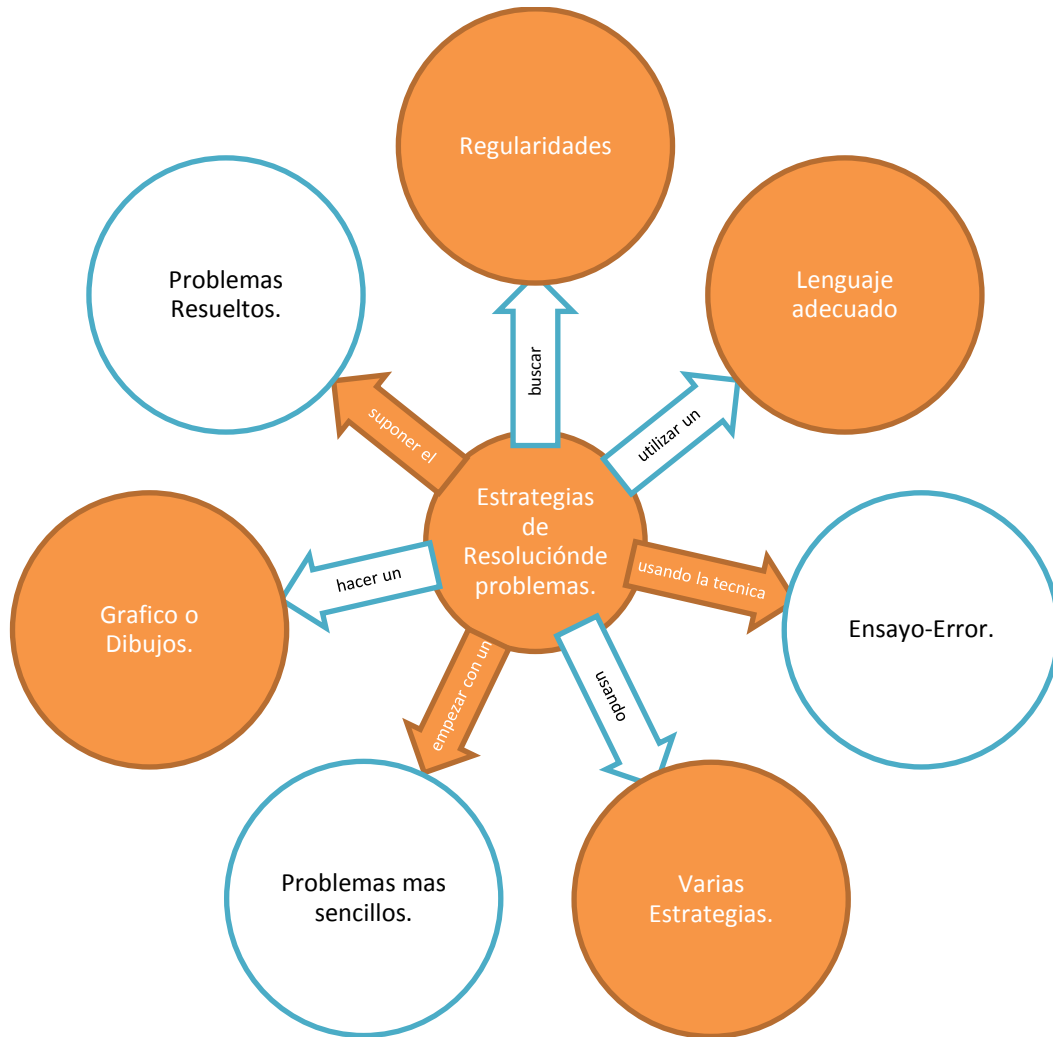 Regularidades
Problemas
Resueltos.
Lenguaje
adecuado
buscar
suponer el
utilizar un
Estrategias
de
Resoluciónde
problemas.
hacer un
usando la tecnica
Grafico o
Dibujos.
Ensayo-Error.
empezar con un
usando
Problemas mas
sencillos.
Varias
Estrategias.